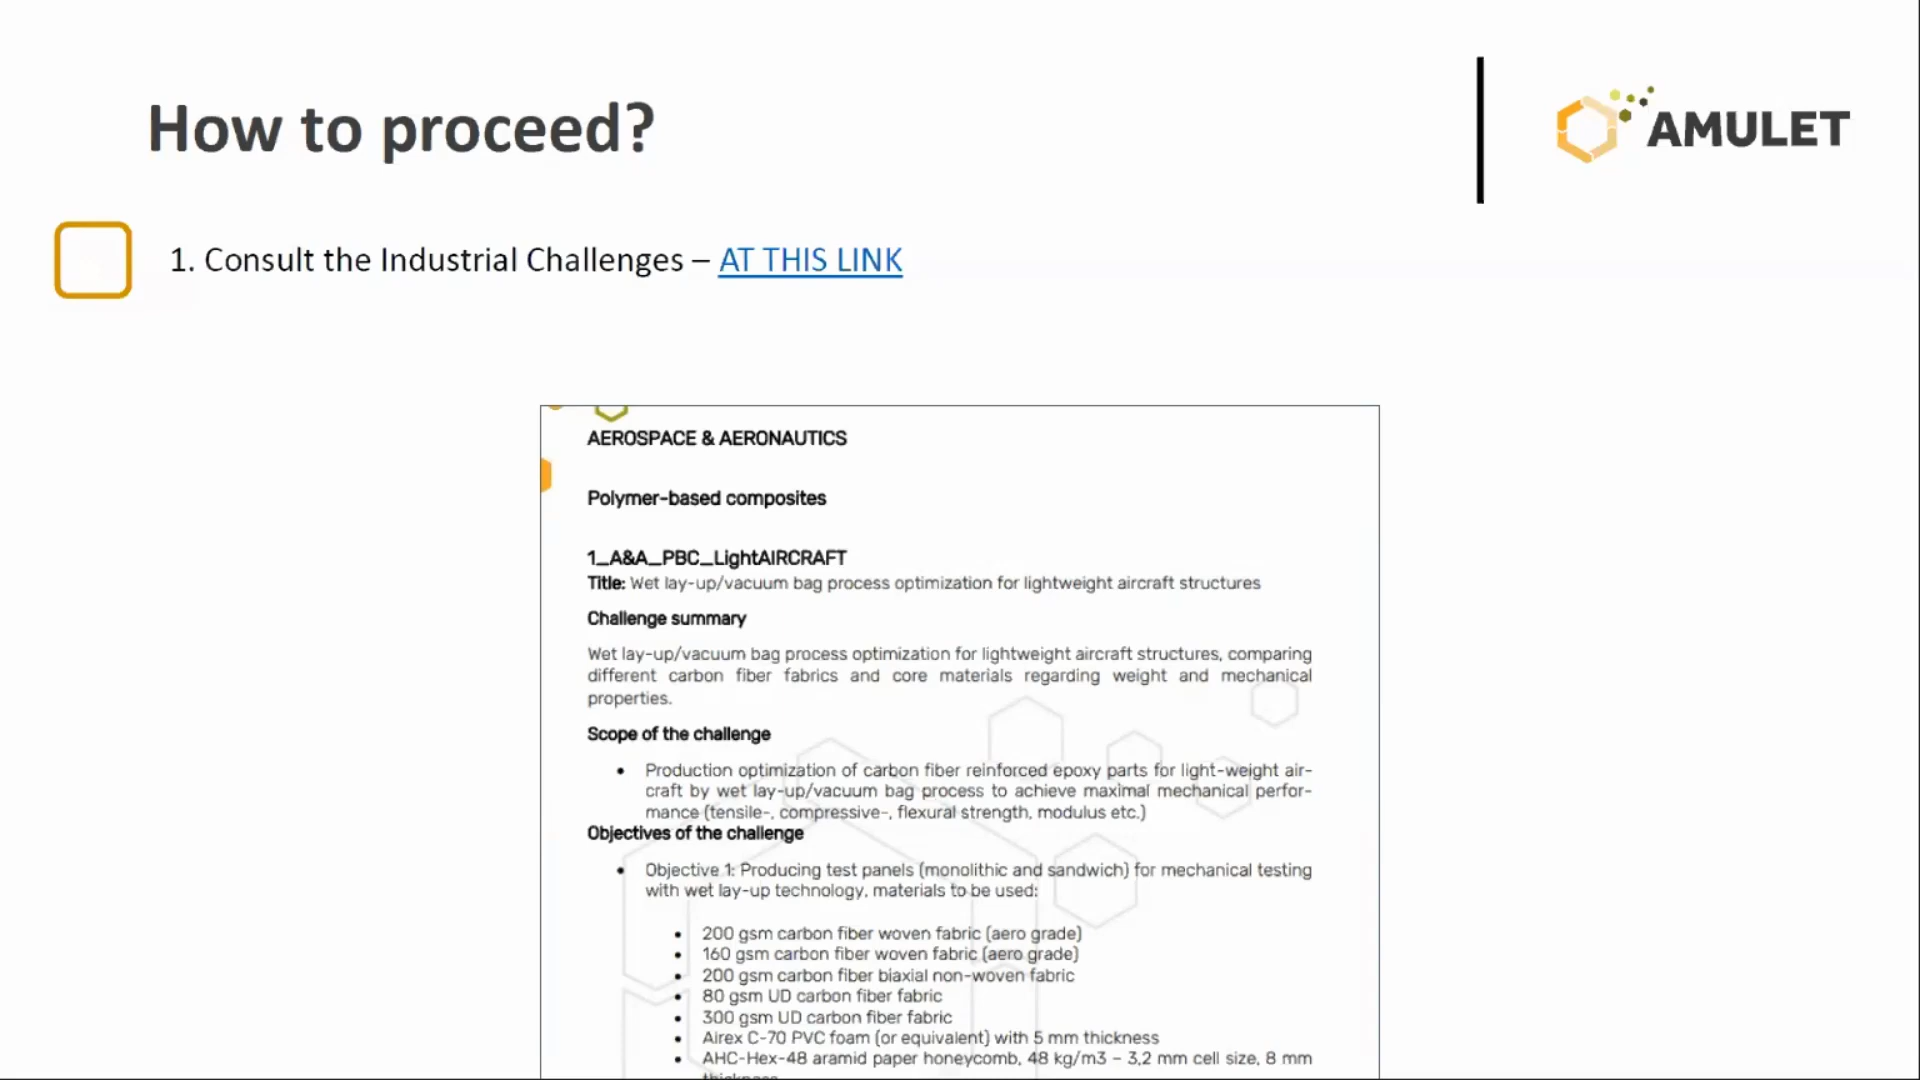 How to proceed?
AMULET
1. Consult the Industrial Challenges – AT THIS LINK
AEROSPACE & AERONAUTICS
Polymer-based composites
1_A&A_PBC_LightAIRCRAFT
Title: Wet lay-up/vacuum bag process optimization for lightweight aircraft structures
Challenge summary
Wet lay-up/vacuum bag process optimization for lightweight aircraft structures, comparing
different carbon fiber fabrics and core materials regarding weight and mechanical
properties.
Scope of the challenge
• Production optimization of carbon fiber reinforced epoxy parts for light-weight air-
craft by wet lay-up/vacuum bag process to achieve maximal mechanical perfor-
mance (tensile-, compressive-, flexural strength, modulus etc.)
Objectives of the challenge
• Objective 1: Producing test panels (monolithic and sandwich) for mechanical testing
with wet lay-up technology, materials to be used:
• 200 gsm carbon fiber woven fabric (aero grade)
• 160 gsm carbon fiber woven fabric (aero grade)
• 200 gsm carbon fiber biaxial non-woven fabric
• 80 gsm UD carbon fiber fabric
• 300 gsm UD carbon fiber fabric
• Airex C-70 PVC foam (or equivalent) with 5 mm thickness
• AHC-Hex-48 aramid paper honeycomb, 48 kg/m3 – 3,2 mm cell size, 8 mm